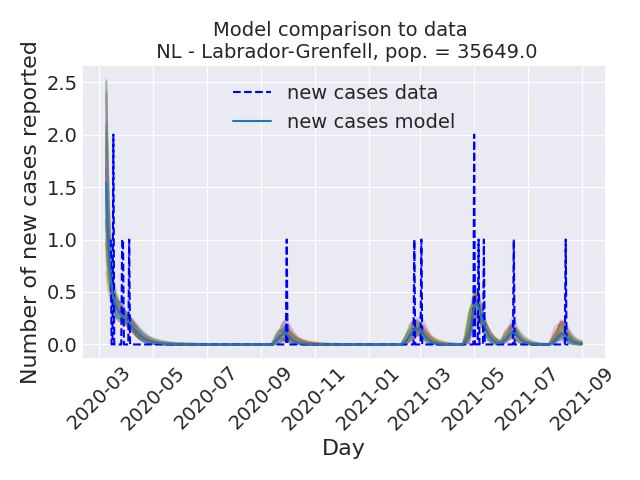 Model comparison to data
NL - Labrador-Grenfell, pop. = 35649.0
new cases data
new cases model
Number of new cases reported
2.5
2.0
1.5
1.0
0.5
0.0
2020-03
2020-05
2020-07
2020-09
2020-11
2021-01
2021-03
2021-05
2021-07
2021-09
Day